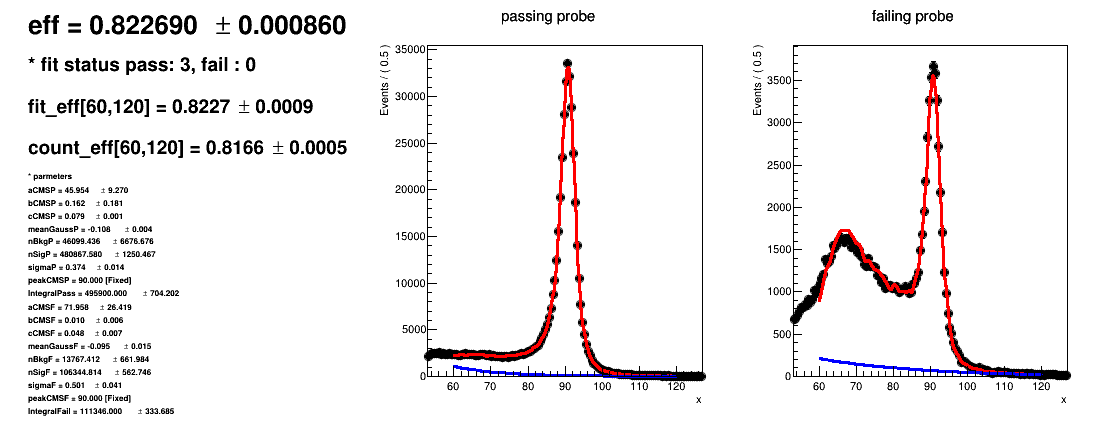 eff = 0.822690 ± 0.000860
* fit status pass: 3, fail : 0
fit_eff[60,120] = 0.8227 ± 0.0009
count_eff[60,120] = 0.8166 ± 0.0005
* parmeters
aCMSP = 45.954 ± 9.270
bCMSP = 0.162 ± 0.181
cCMSP = 0.079 ± 0.001
meanGaussP = -0.108 ± 0.004
nBkgP = 46099.436 ± 6676.676
nSigP = 480867.580 ± 1250.467
sigmaP = 0.374 ± 0.014
peakCMSP = 90.000 [Fixed]
IntegralPass = 495900.000 ± 704.202
aCMSF = 71.958 ± 26.419
bCMSF = 0.010 ± 0.006
cCMSF = 0.048 ± 0.007
meanGaussF = -0.095 ± 0.015
nBkgF = 13767.412 ± 661.984
nSigF = 106344.814 ± 562.746
sigmaF = 0.501 ± 0.041
peakCMSF = 90.000 [Fixed]
IntegralFail = 111346.000 ± 333.685
passing probe
Events / ( 0.5 )
35000
30000
25000
20000
15000
10000
5000
0
60 70 80 90 100 110 120
x
failing probe
Events / ( 0.5 )
3500
3000
2500
2000
1500
1000
500
0
60 70 80 90 100 110 120
x